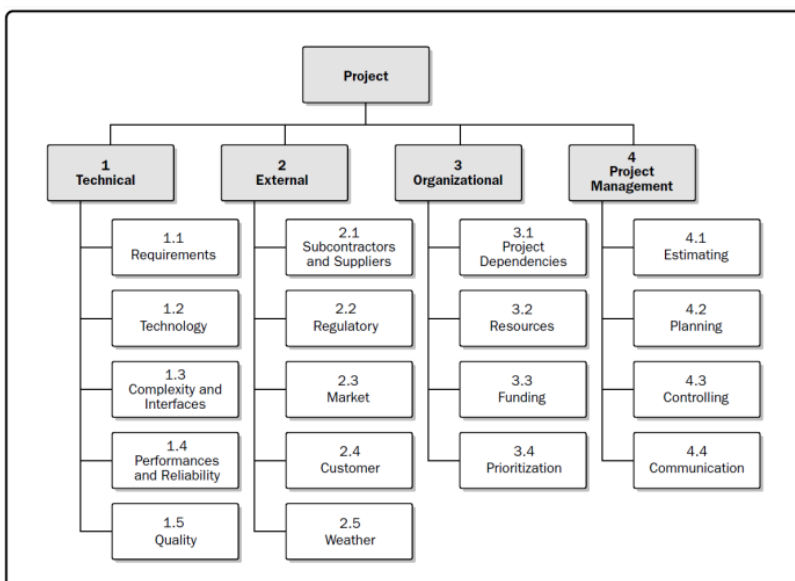 Project
1
Technical
2
External
3
Organizational
4
Project
Management
1.1
Requirements
2.1
Subcontractors
and Suppliers
3.1
Project
Dependencies
4.1
Estimating
1.2
Technology
2.2
Regulatory
3.2
Resources
4.2
Planning
1.3
Complexity and
Interfaces
2.3
Market
3.3
Funding
4.3
Controlling
1.4
Performances
and Reliability
2.4
Customer
3.4
Prioritization
4.4
Communication
1.5
Quality
2.5
Weather